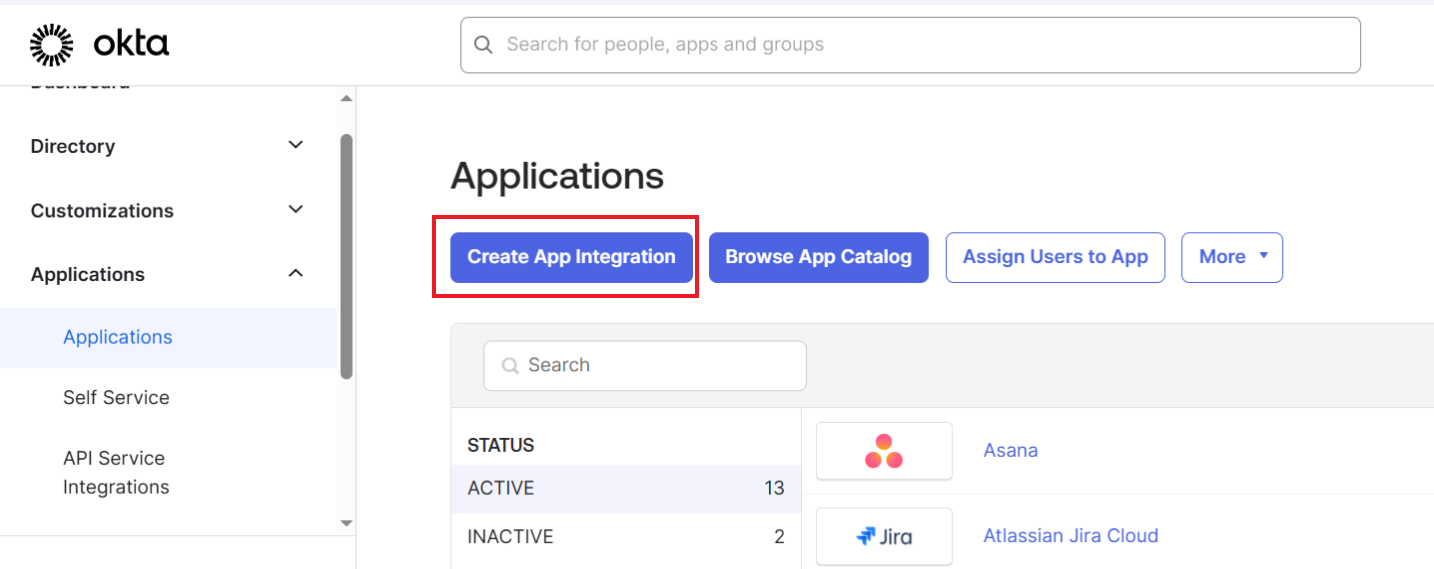 okta
Search for people, apps and groups
Dashboard
Directory
Customizations
Applications
Applications
Self Service
API Service
Integrations
Applications
Create App Integration
Browse App Catalog
Assign Users to App
More
Search
STATUS
ACTIVE 13
INACTIVE 2
Asana
Jira
Atlassian Jira Cloud